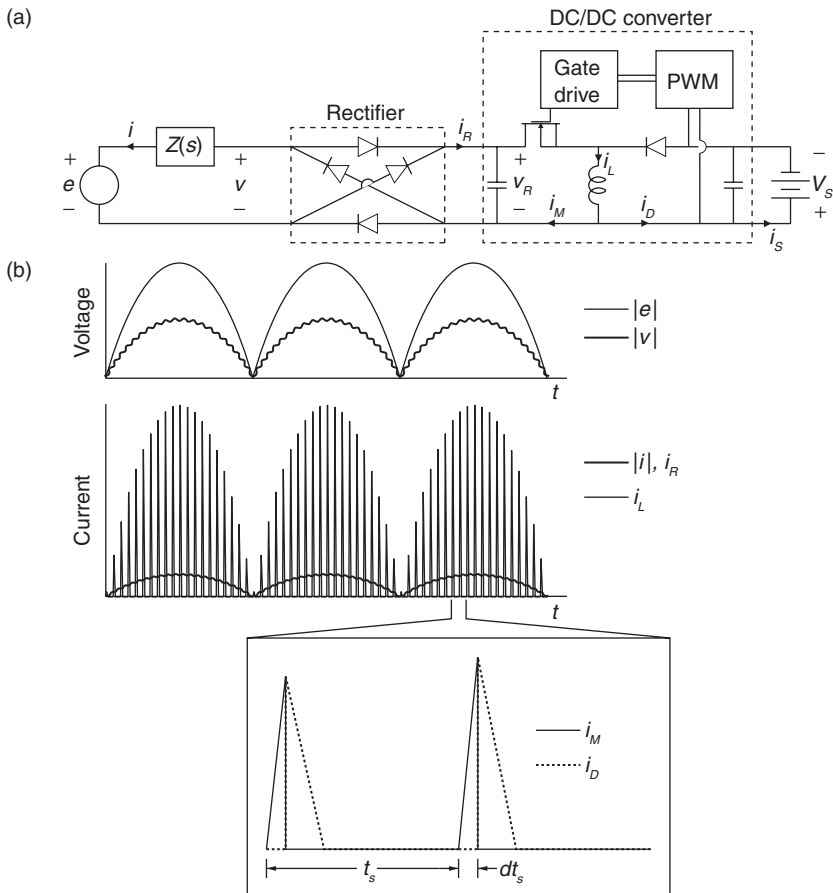 (a)
DC/DC converter
Gate drive
PWM
Rectifier
i
Z(s)
i_R
+
e
−
+
v
−
+
v_R
−
i_L
i_M
i_D
i_S
−
V_S
+
(b)
Voltage
|e|
|v|
t
Current
|i|, i_R
i_L
t
i_M
i_D
t_s
dt_s